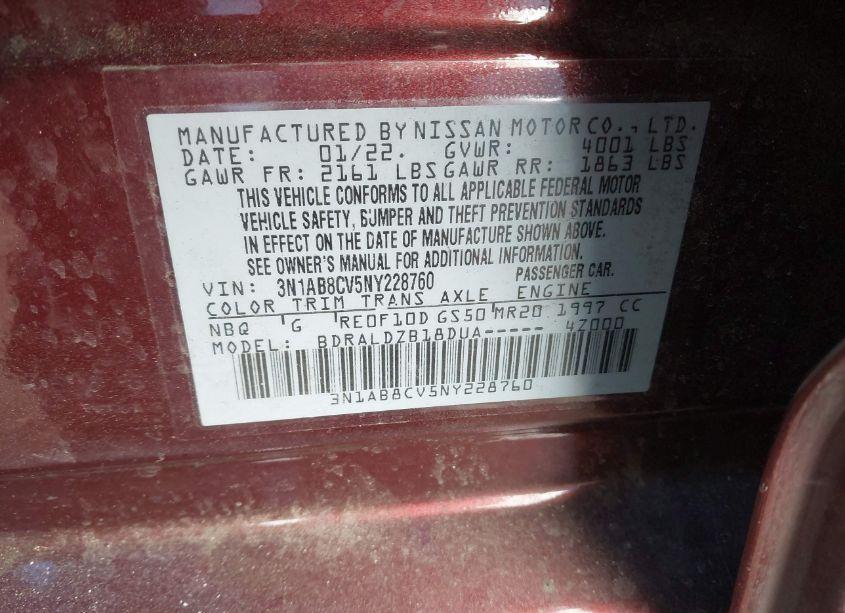 MANUFACTURED BY NISSAN MOTOR CO., LTD.
DATE: 01/22. GVWR: 4001 LBS
GAWR FR: 2161 LBS GAWR RR: 1863 LBS
THIS VEHICLE CONFORMS TO ALL APPLICABLE FEDERAL MOTOR
VEHICLE SAFETY, BUMPER AND THEFT PREVENTION STANDARDS
IN EFFECT ON THE DATE OF MANUFACTURE SHOWN ABOVE.
SEE OWNER'S MANUAL FOR ADDITIONAL INFORMATION.
VIN: 3N1AB8CV5NY228760 PASSENGER CAR.
COLOR TRIM TRANS AXLE ENGINE
NBQ G RE0F10D GS50 MR20 1997 CC
MODEL: BDRALDZB18DUA----- 4Z000
3N1AB8CV5NY228760